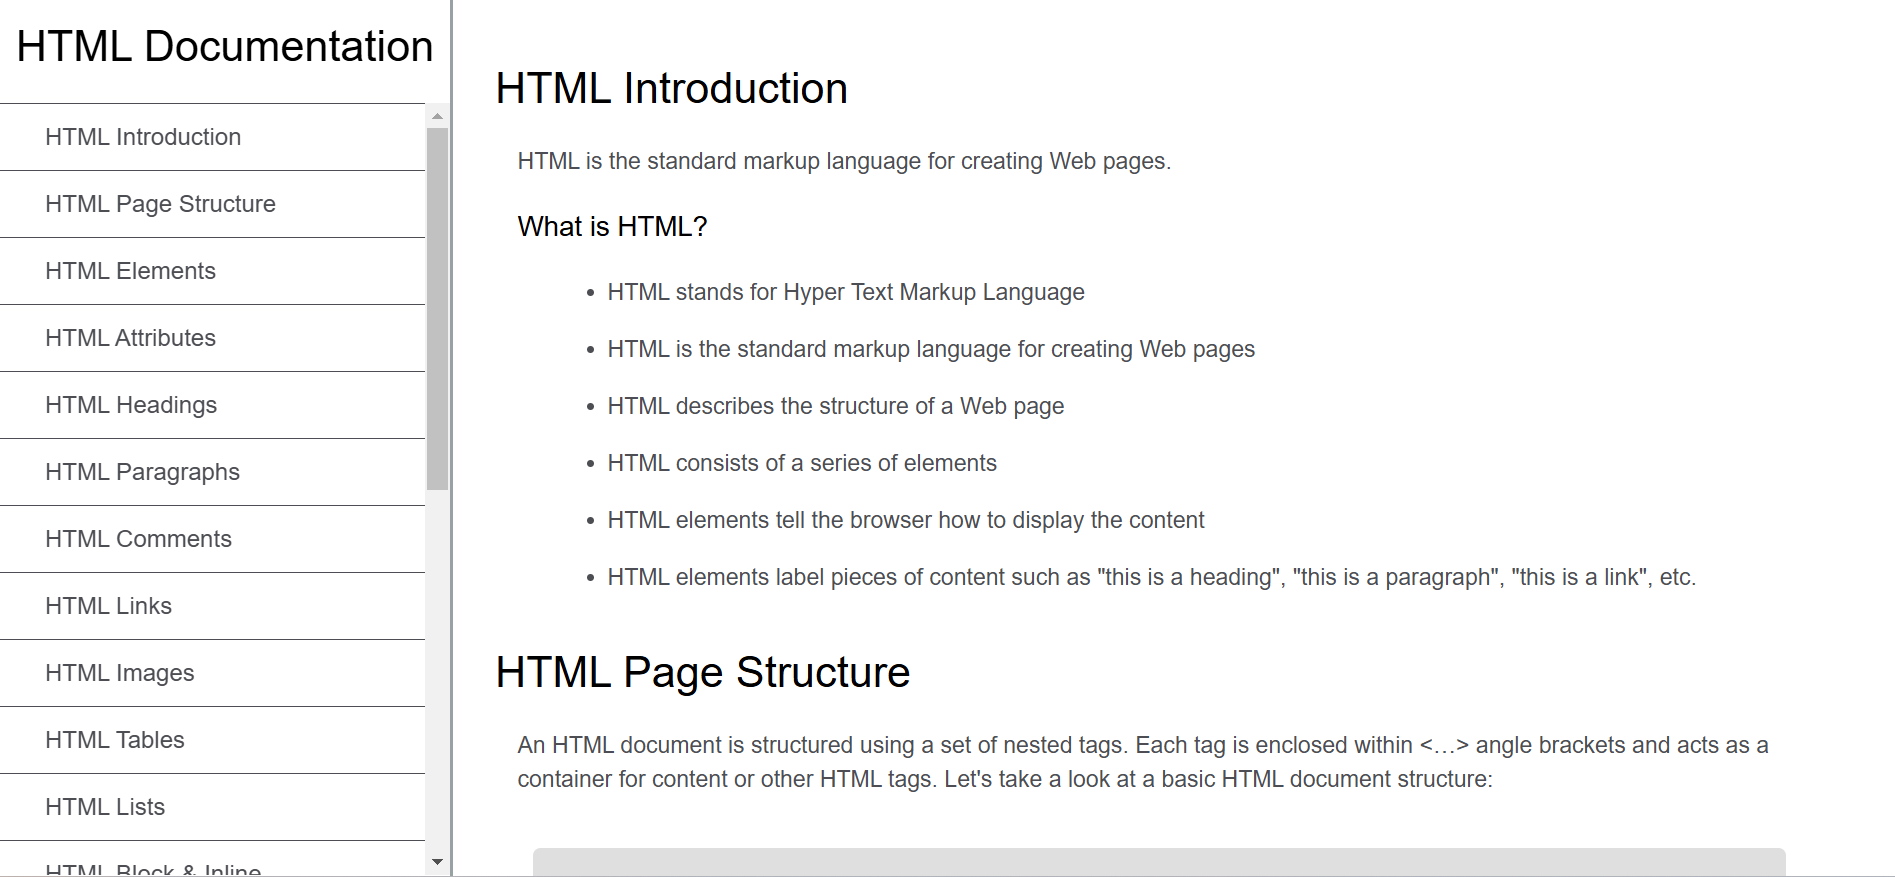 HTML Documentation
HTML Introduction
HTML Page Structure
HTML Elements
HTML Attributes
HTML Headings
HTML Paragraphs
HTML Comments
HTML Links
HTML Images
HTML Tables
HTML Lists
HTML Block & Inline
HTML Introduction
HTML is the standard markup language for creating Web pages.
What is HTML?
• HTML stands for Hyper Text Markup Language
• HTML is the standard markup language for creating Web pages
• HTML describes the structure of a Web page
• HTML consists of a series of elements
• HTML elements tell the browser how to display the content
• HTML elements label pieces of content such as "this is a heading", "this is a paragraph", "this is a link", etc.
HTML Page Structure
An HTML document is structured using a set of nested tags. Each tag is enclosed within <…> angle brackets and acts as a
container for content or other HTML tags. Let's take a look at a basic HTML document structure: